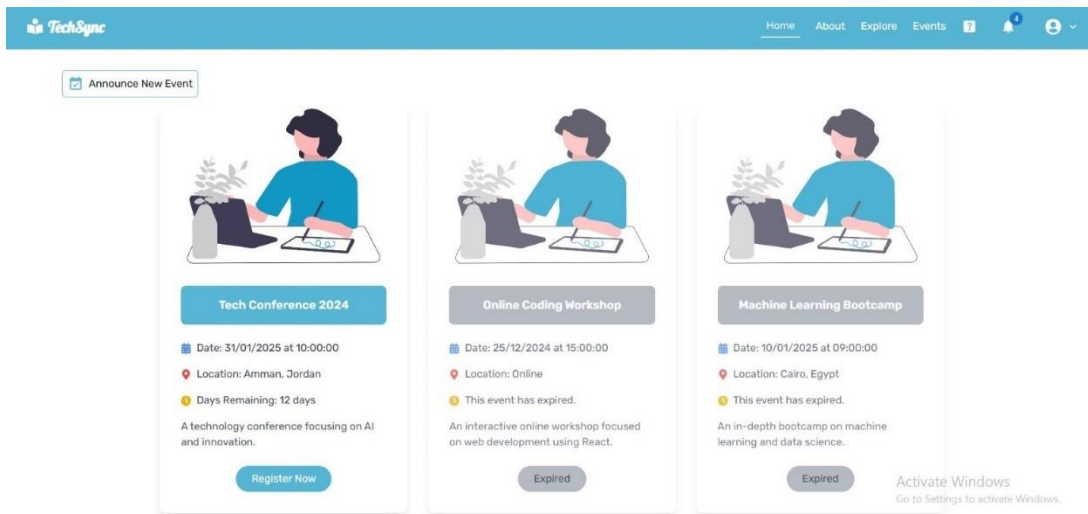 TechSync
Home About Explore Events ? 4
Announce New Event
Tech Conference 2024
Date: 31/01/2025 at 10:00:00
Location: Amman, Jordan
Days Remaining: 12 days
A technology conference focusing on AI
and innovation.
Register Now
Online Coding Workshop
Date: 25/12/2024 at 15:00:00
Location: Online
This event has expired.
An interactive online workshop focused
on web development using React.
Expired
Machine Learning Bootcamp
Date: 10/01/2025 at 09:00:00
Location: Cairo, Egypt
This event has expired.
An in-depth bootcamp on machine
learning and data science.
Expired
Activate Windows
Go to Settings to activate Windows.